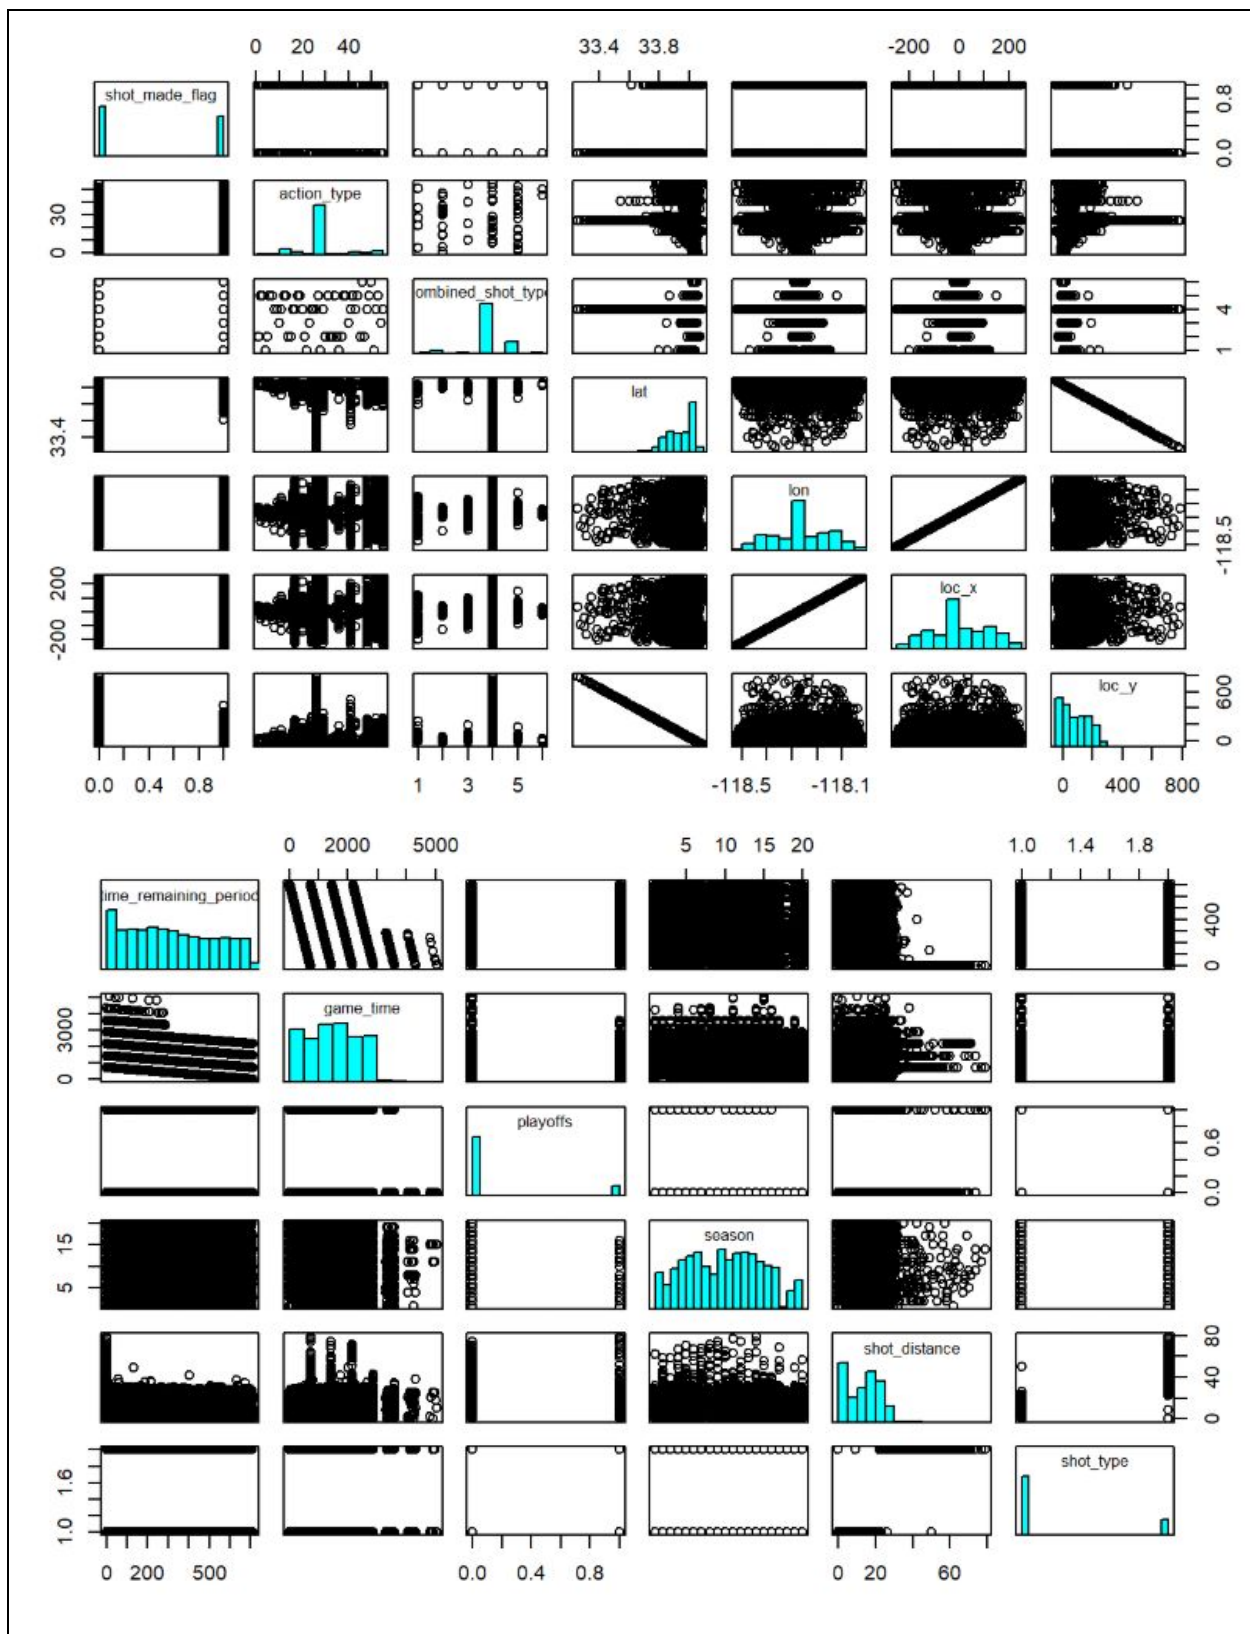 0 20 40 33.4 33.8 -200 0 200
shot_made_flag
0.0 0.8
action_type
0 30
ombined_shot_type
1 4
lat
33.4
lon
-118.5
loc_x
-200 200
loc_y
0 600
0.0 0.4 0.8 1 3 5 -118.5 -118.1 0 400 800
0 2000 5000 5 10 15 20 1.0 1.4 1.8
time_remaining_period
0 400
game_time
0 3000
playoffs
0.0 0.6
season
5 15
shot_distance
0 40 80
shot_type
1.0 1.6
0 200 500 0.0 0.4 0.8 0 20 60